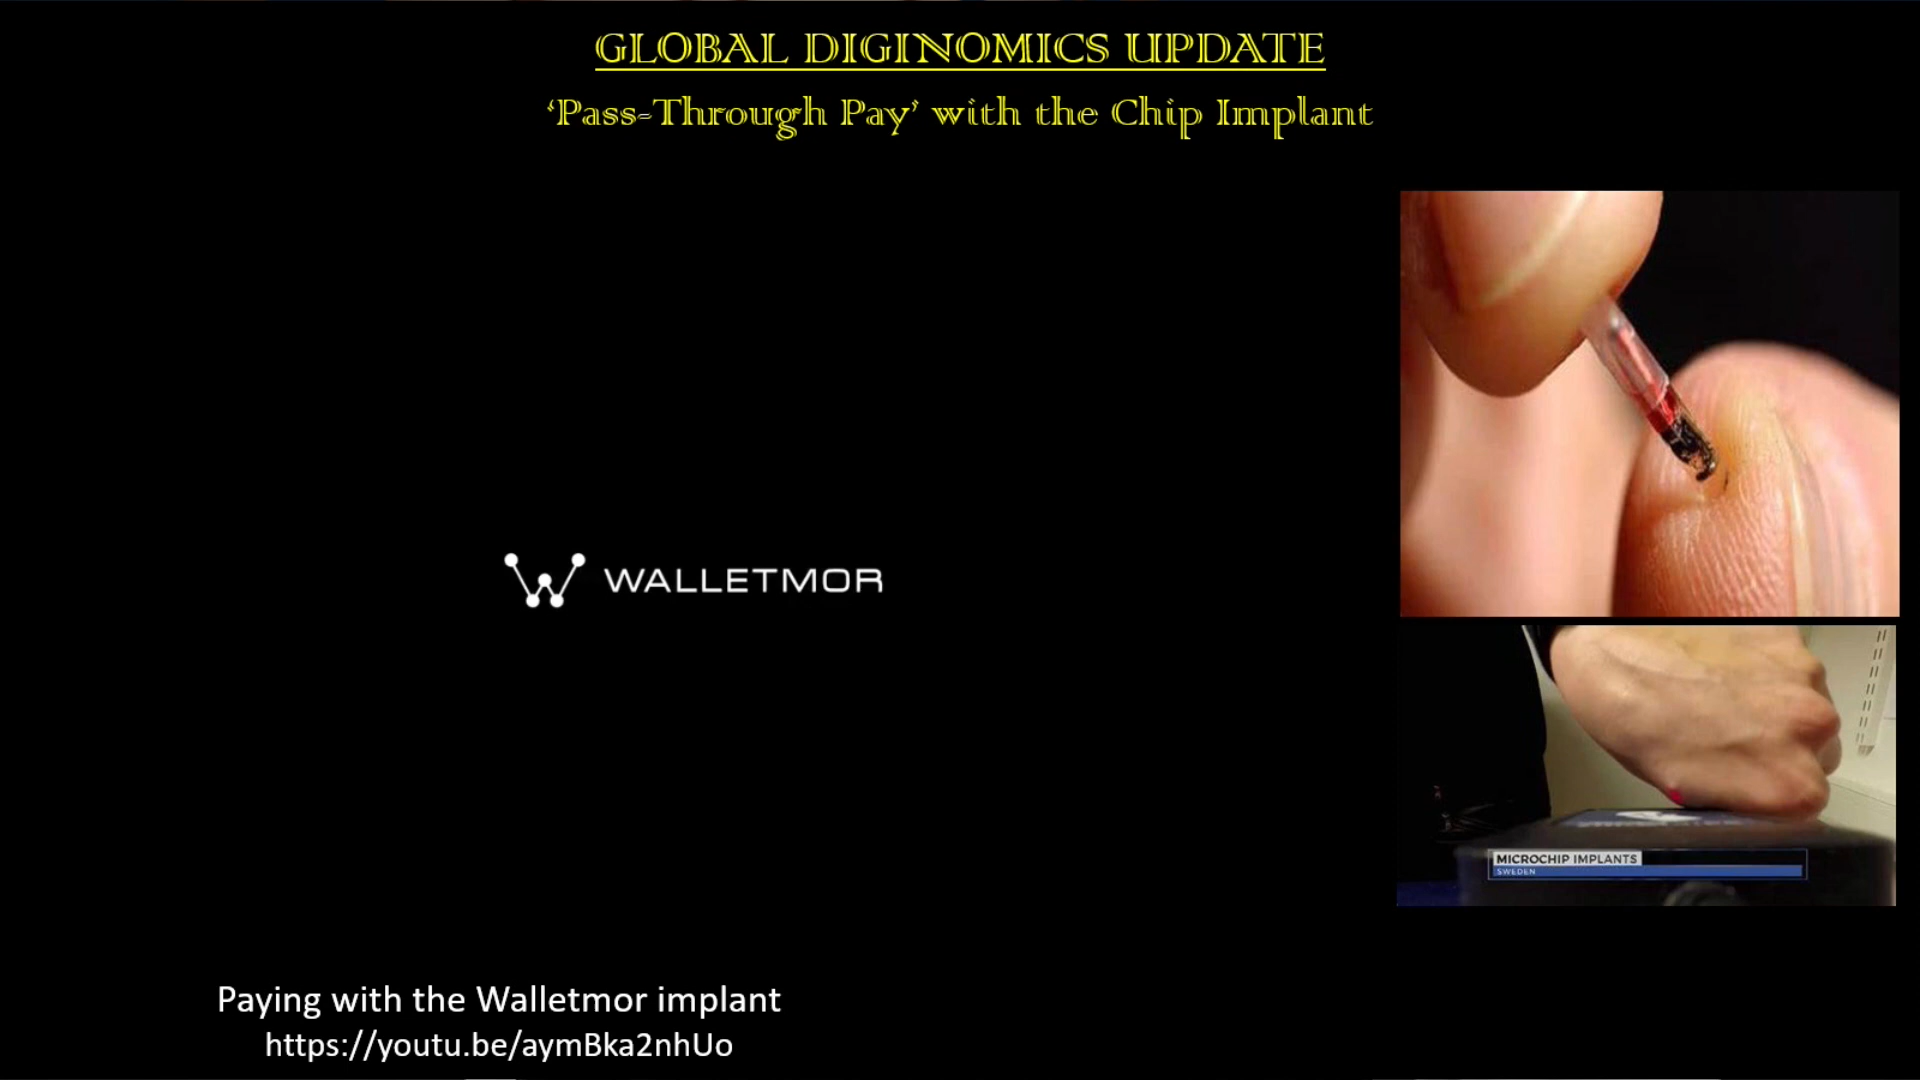 GLOBAL DIGINOMICS UPDATE
‘Pass-Through Pay’ with the Chip Implant
WALLETMOR
MICROCHIP IMPLANTS
SWEDEN
Paying with the Walletmor implant
https://youtu.be/aymBka2nhUo